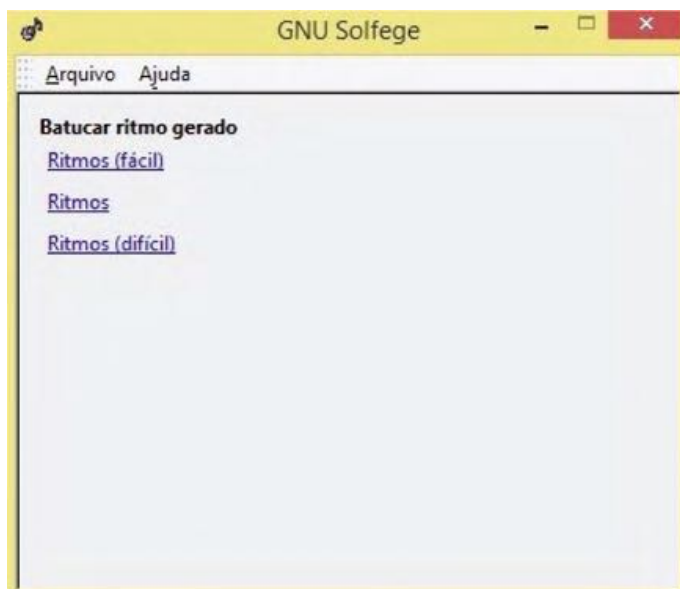 GNU Solfege
Arquivo Ajuda
Batucar ritmo gerado
Ritmos (fácil)
Ritmos
Ritmos (difícil)